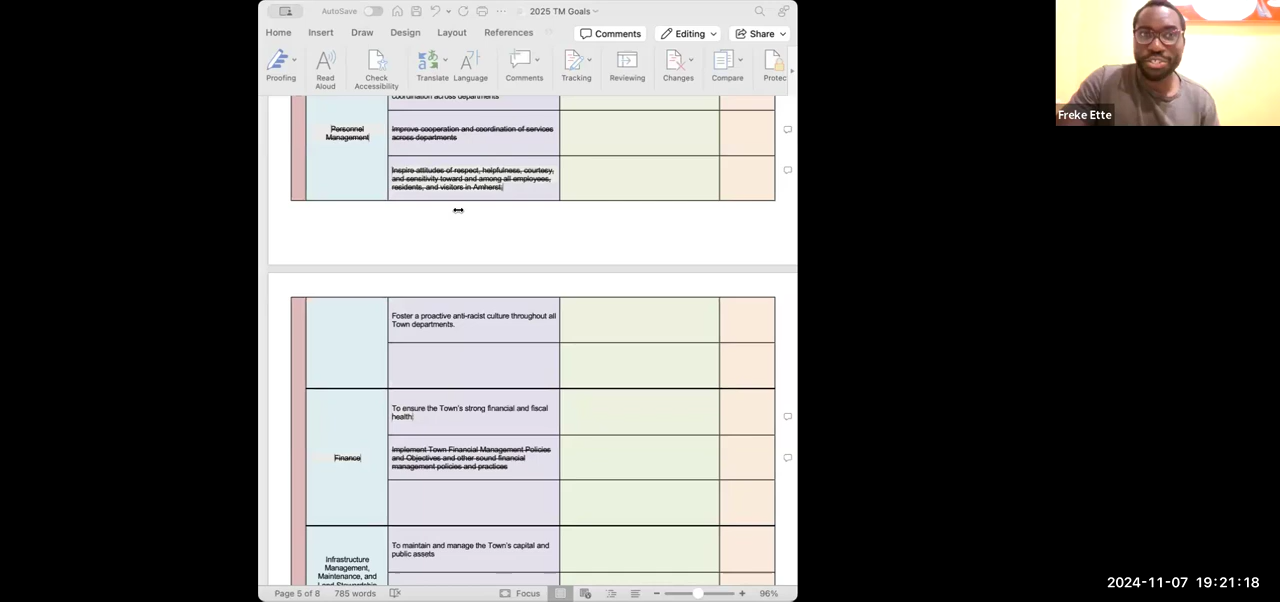 AutoSave
2025 TM Goals
Home
Insert
Draw
Design
Layout
References
Comments
Editing
Share
Proofing
Read Aloud
Check Accessibility
Translate
Language
Comments
Tracking
Reviewing
Changes
Compare
Protec
coordination across departments
Personnel
Management
Improve cooperation and coordination of services
across departments
Inspire attitudes of respect, helpfulness, courtesy,
and sensitivity toward and among all employees,
residents, and visitors in Amherst.
Foster a proactive anti-racist culture throughout all
Town departments.
To ensure the Town's strong financial and fiscal
health
Finance
Implement Town Financial Management Policies
and Objectives and other sound financial
management policies and practices
Infrastructure
Management,
Maintenance, and
Land Stewardship
To maintain and manage the Town's capital and
public assets
Page 5 of 8
785 words
Focus
96%
Freke Ette
2024-11-07 19:21:18